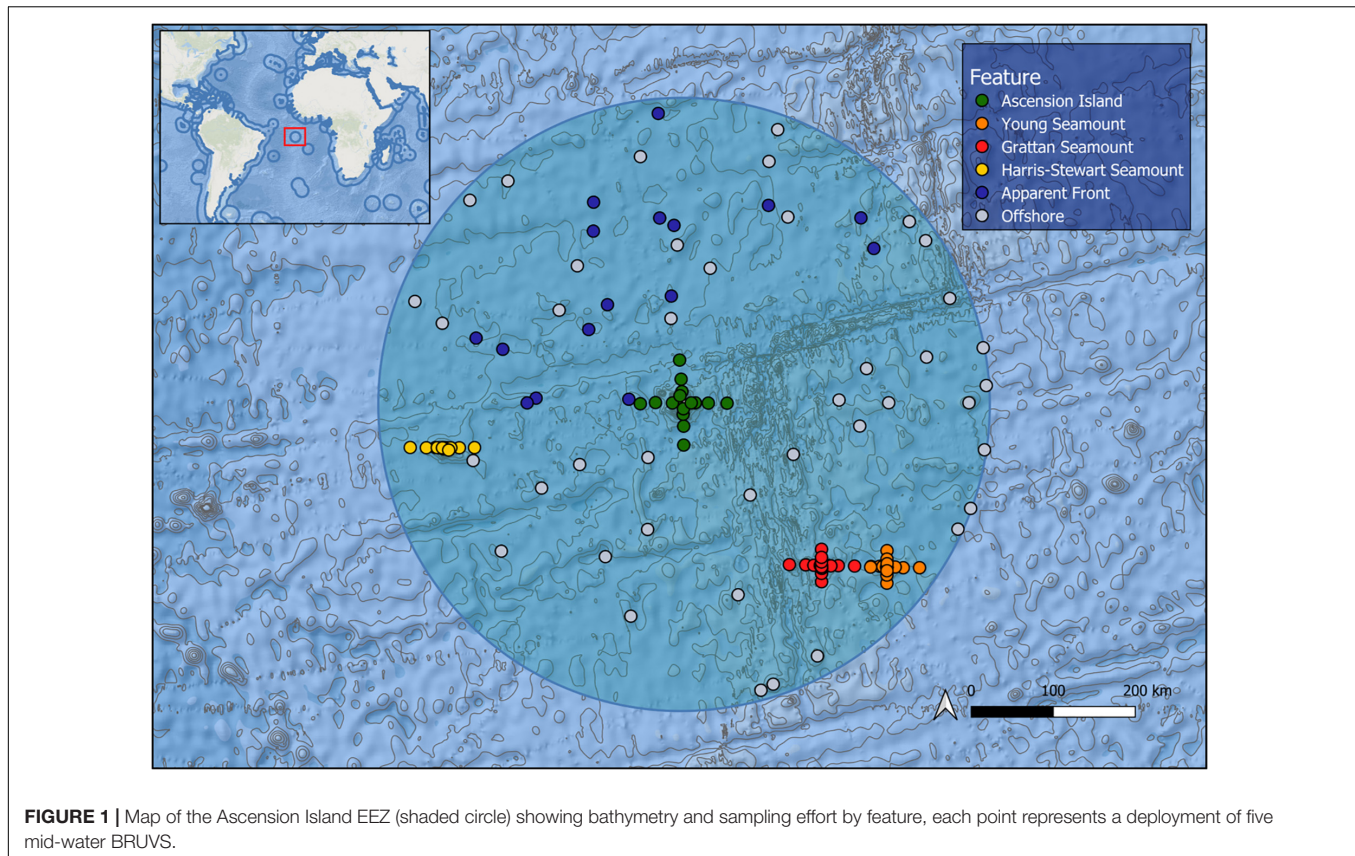 Feature
Ascension Island
Young Seamount
Grattan Seamount
Harris-Stewart Seamount
Apparent Front
Offshore
0 100 200 km
FIGURE 1 | Map of the Ascension Island EEZ (shaded circle) showing bathymetry and sampling effort by feature, each point represents a deployment of five
mid-water BRUVS.